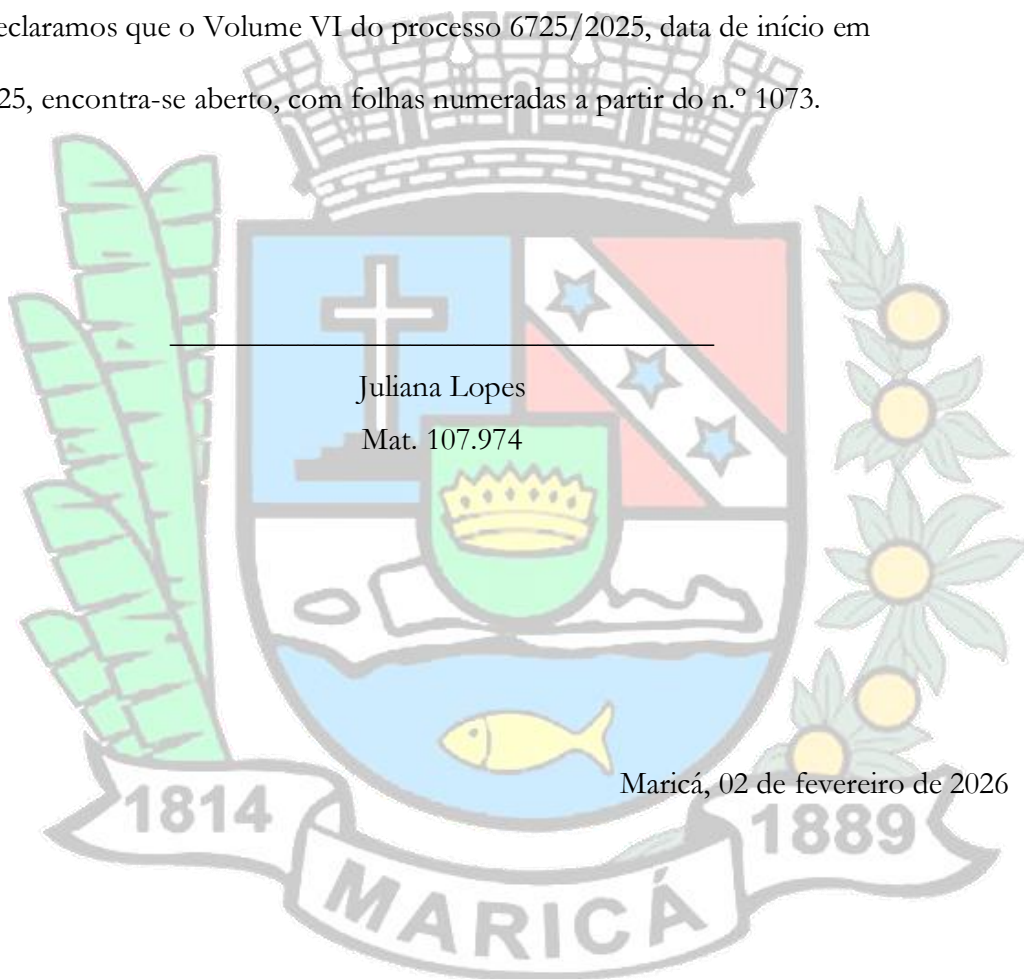 eclaramos que o Volume VI do processo 6725/2025, data de início em
25, encontra-se aberto, com folhas numeradas a partir do n.º 1073.
Juliana Lopes
Mat. 107.974
Maricá, 02 de fevereiro de 2026
1814
1889
MARICÁ